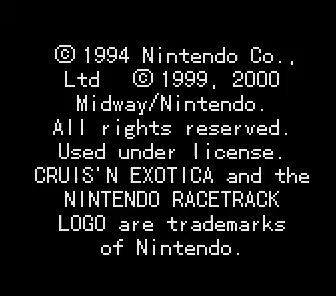 © 1994 Nintendo Co.,
Ltd © 1999, 2000
Midway/Nintendo.
All rights reserved.
Used under license.
CRUIS'N EXOTICA and the
NINTENDO RACETRACK
LOGO are trademarks
of Nintendo.